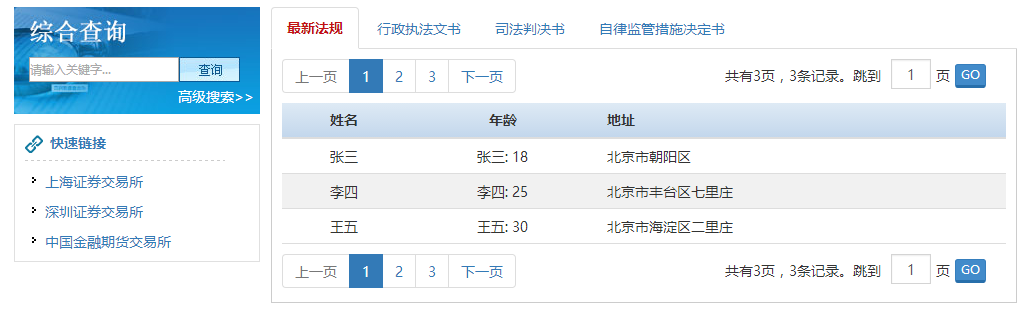 综合查询
请输入关键字... 查询
高级搜索>>
快速链接
上海证券交易所
深圳证券交易所
中国金融期货交易所
最新法规 行政执法文书 司法判决书 自律监管措施决定书
上一页 1 2 3 下一页 共有3页，3条记录。跳到 1 页 GO
姓名 年龄 地址
张三 张三: 18 北京市朝阳区
李四 李四: 25 北京市丰台区七里庄
王五 王五: 30 北京市海淀区二里庄
上一页 1 2 3 下一页 共有3页，3条记录。跳到 1 页 GO